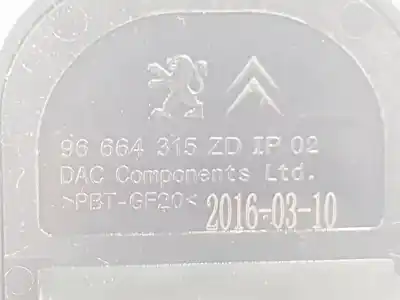 96 664 315 ZD IP 02
DAC Components Ltd.
>PBT-GF20< 2016-03-10